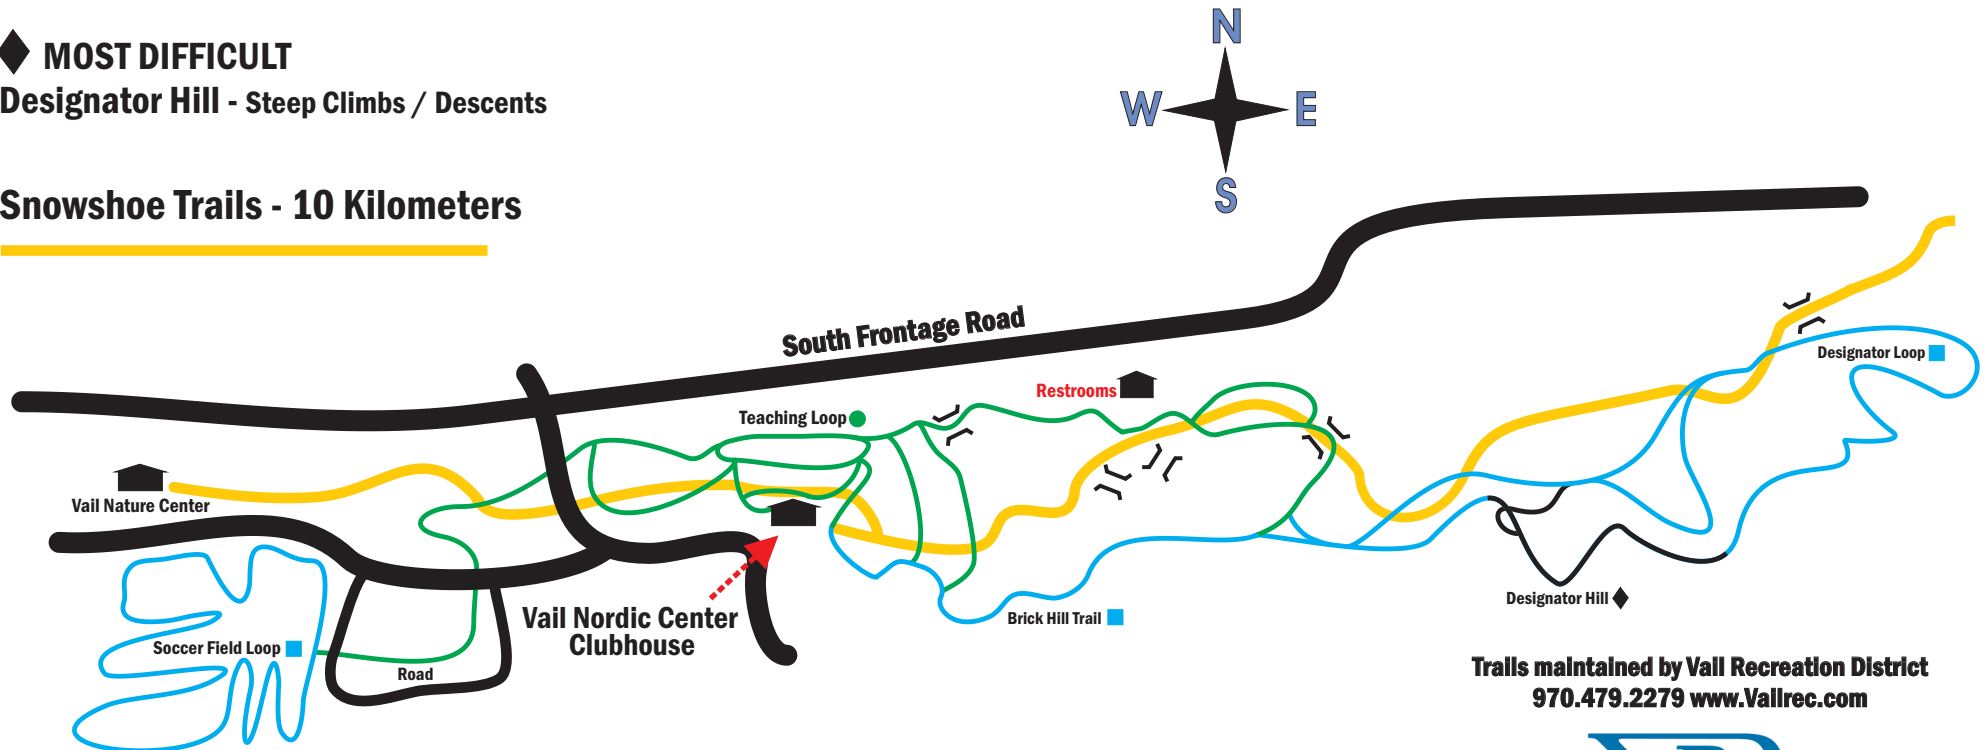 MOST DIFFICULT
Designator Hill - Steep Climbs / Descents
Snowshoe Trails - 10 Kilometers
N
W E
S
South Frontage Road
Restrooms
Designator Loop
Teaching Loop
Vail Nature Center
Vail Nordic Center
Clubhouse
Brick Hill Trail
Designator Hill
Soccer Field Loop
Road
Trails maintained by Vail Recreation District
970.479.2279 www.Vailrec.com